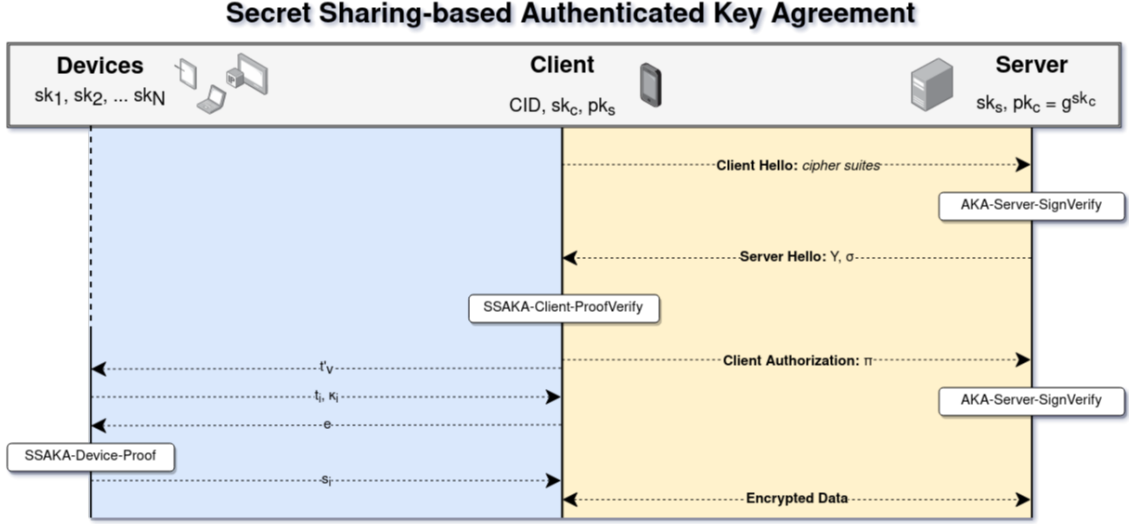 Secret Sharing-based Authenticated Key Agreement
Devices
sk1, sk2, ... skN
Client
CID, skc, pks
Server
sks, pkc = g^skc
Client Hello: cipher suites
AKA-Server-SignVerify
Server Hello: Y, σ
SSAKA-Client-ProofVerify
Client Authorization: π
t'v
ti, κi
AKA-Server-SignVerify
e
SSAKA-Device-Proof
si
Encrypted Data